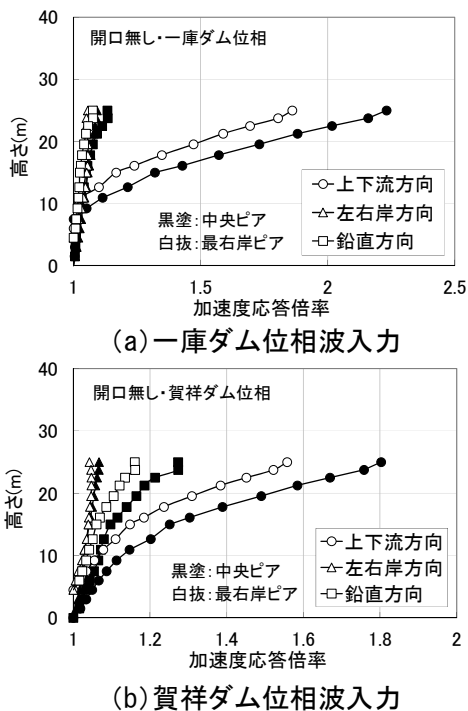 開口無し・一庫ダム位相
40
30
20
10
0
高さ(m)
上下流方向
左右岸方向
鉛直方向
黒塗：中央ピア
白抜：最右岸ピア
1
1.5
2
2.5
加速度応答倍率
(a)一庫ダム位相波入力
開口無し・賀祥ダム位相
40
30
20
10
0
高さ(m)
上下流方向
左右岸方向
鉛直方向
黒塗：中央ピア
白抜：最右岸ピア
1
1.2
1.4
1.6
1.8
2
加速度応答倍率
(b)賀祥ダム位相波入力